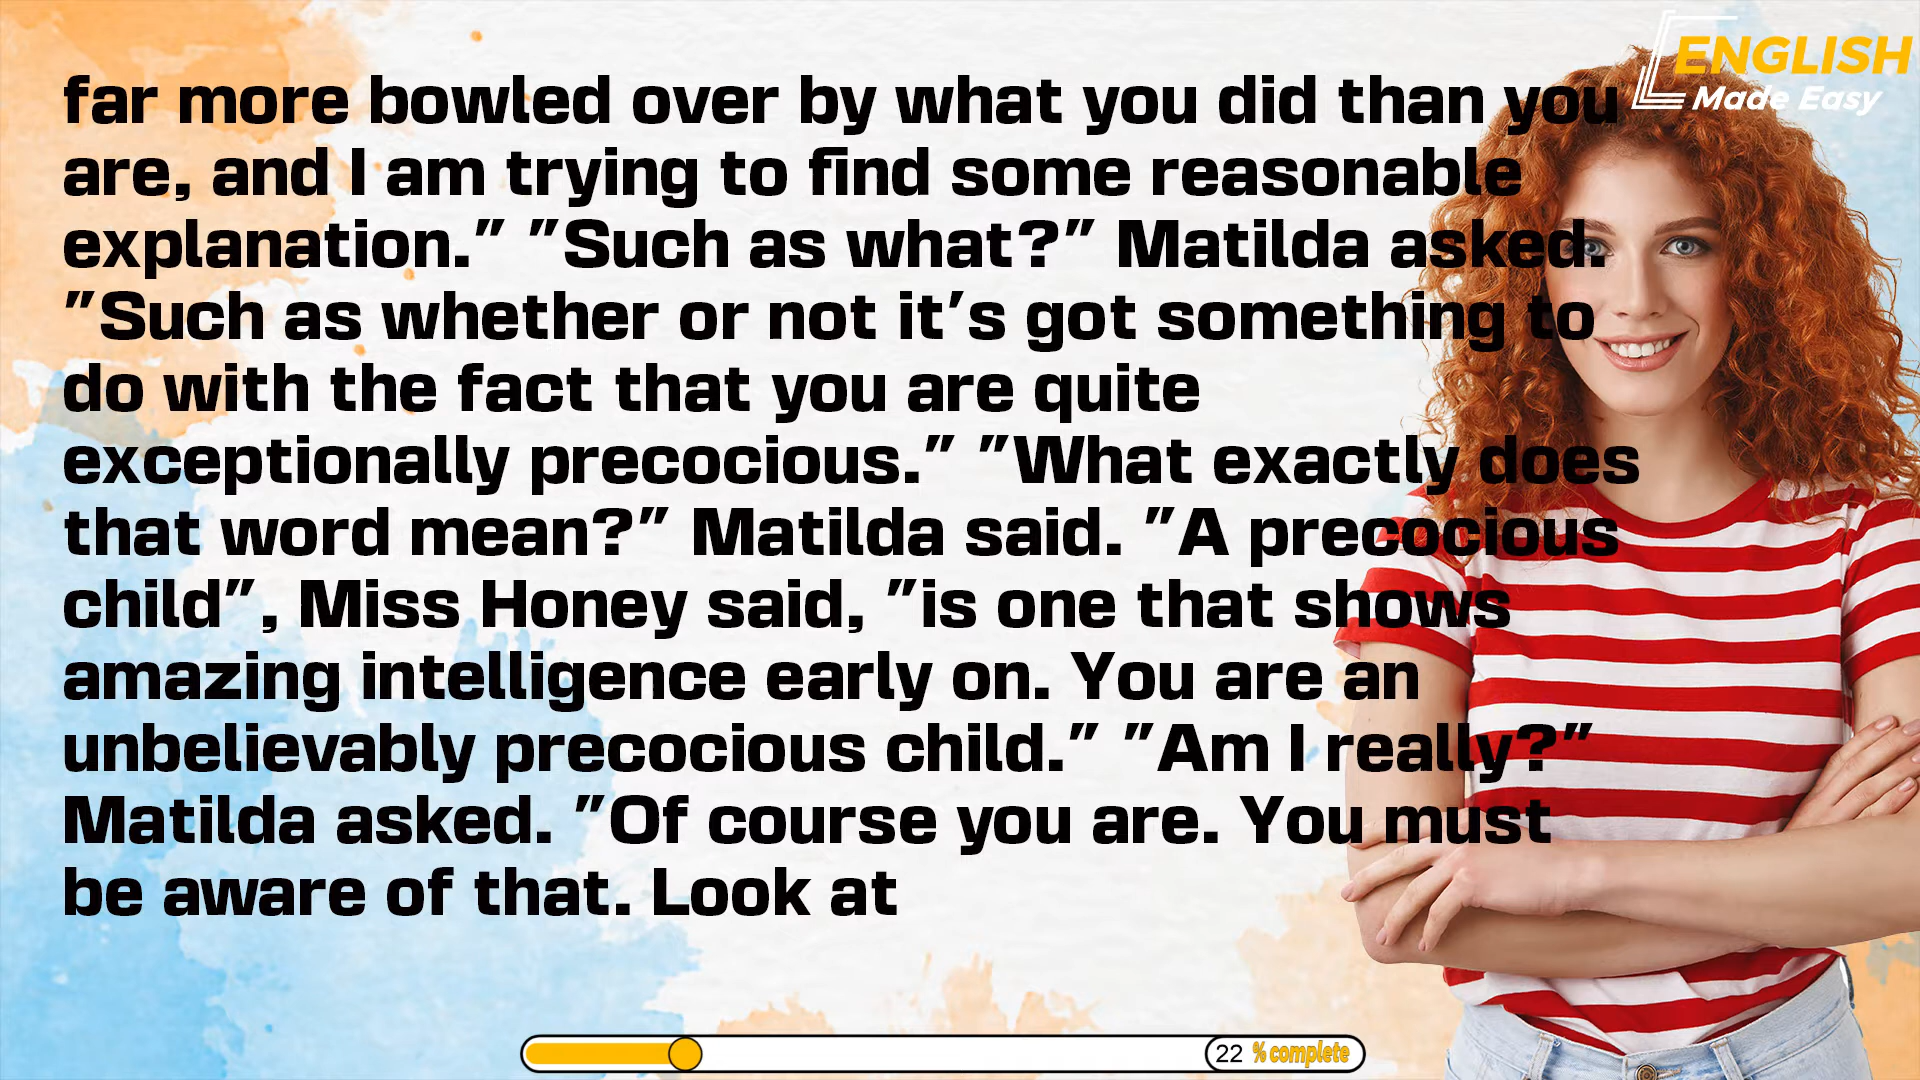 ENGLISH
Made Easy
far more bowled over by what you did than you
are, and I am trying to find some reasonable
explanation." "Such as what?" Matilda asked.
"Such as whether or not it's got something to
do with the fact that you are quite
exceptionally precocious." "What exactly does
that word mean?" Matilda said. "A precocious
child", Miss Honey said, "is one that shows
amazing intelligence early on. You are an
unbelievably precocious child." "Am I really?"
Matilda asked. "Of course you are. You must
be aware of that. Look at
22 % complete